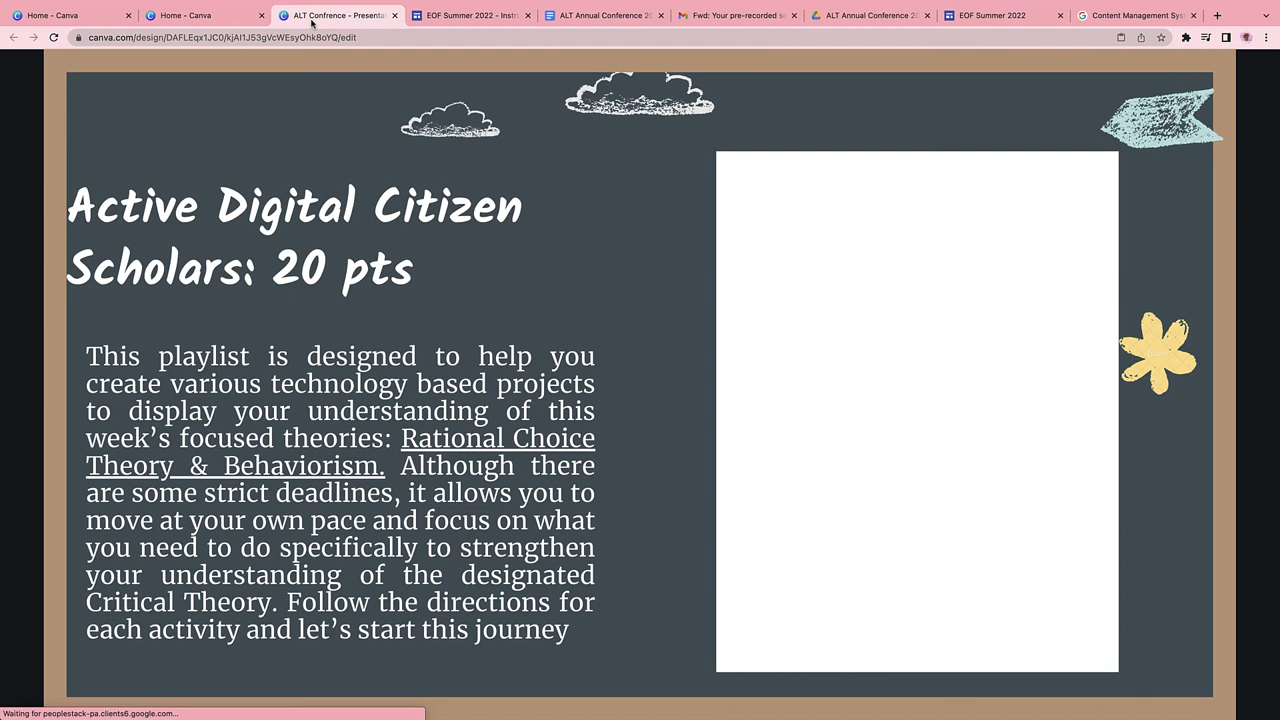 Home - Canva
Home - Canva
ALT Confrence - Presenta
EOF Summer 2022 - Instr
ALT Annual Conference 20
Fwd: Your pre-recorded s
ALT Annual Conference 20
EOF Summer 2022
Content Management Sys
canva.com/design/DAFLEqx1JC0/kjAI1J53gVcWEsyOhk8oYQ/edit
Active Digital Citizen
Scholars: 20 pts
This playlist is designed to help you
create various technology based projects
to display your understanding of this
week’s focused theories: Rational Choice
Theory & Behaviorism. Although there
are some strict deadlines, it allows you to
move at your own pace and focus on what
you need to do specifically to strengthen
your understanding of the designated
Critical Theory. Follow the directions for
each activity and let’s start this journey
Waiting for peoplestack-pa.clients6.google.com...